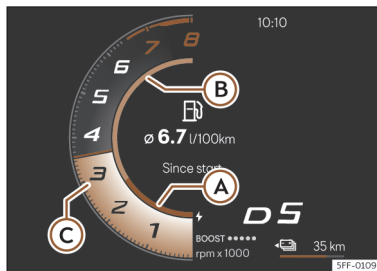 10:10
8
7
6
5
4
3
2
1
B
ø 6.7 l/100km
Since start
A
C
D5
BOOST
rpm x 1000
35 km
5FF-0109